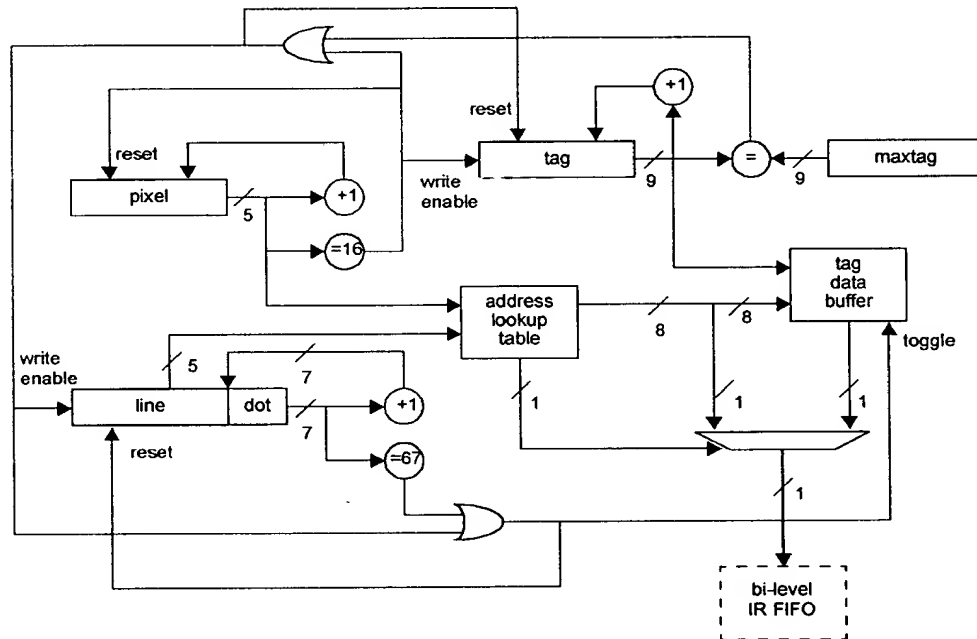 +1
reset
reset
tag
=
maxtag
9
9
write
enable
pixel
+1
5
=16
tag
data
buffer
address
lookup
table
8
8
toggle
write
enable
5
7
1
1
1
line
dot
+1
7
reset
=67
1
bi-level
IR FIFO